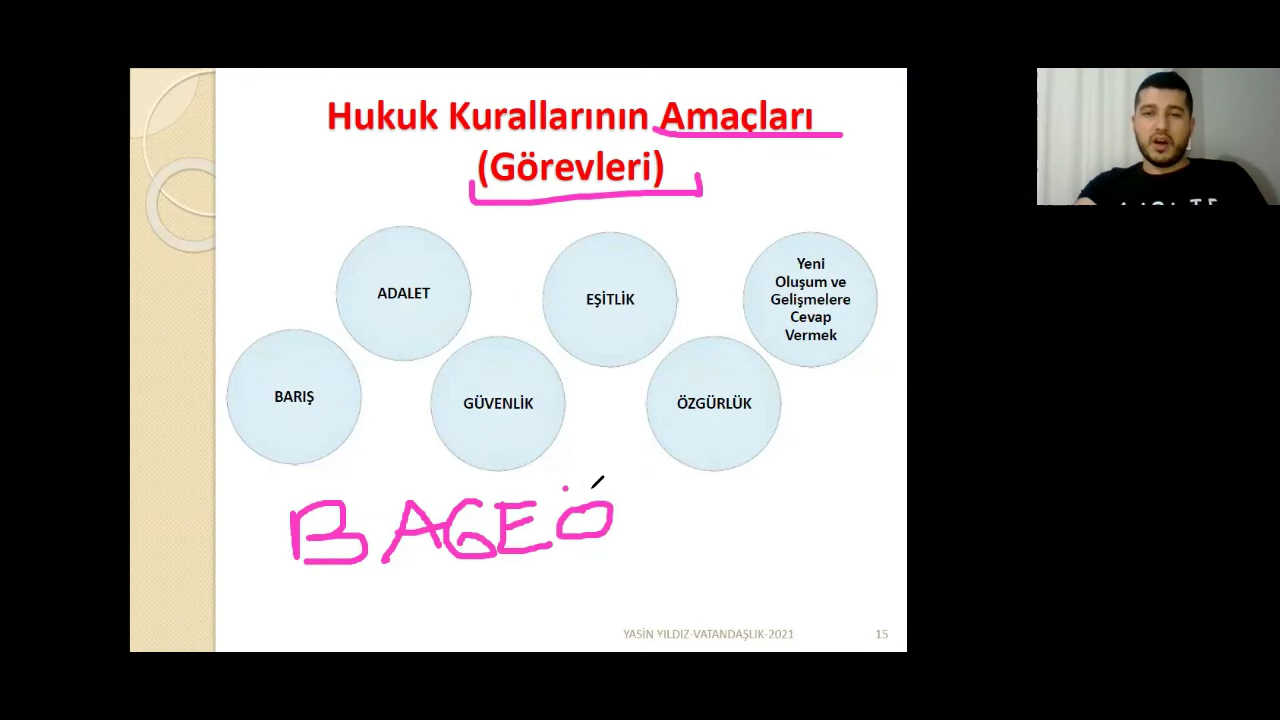 Hukuk Kurallarının Amaçları
(Görevleri)
ADALET
EŞİTLİK
Yeni
Oluşum ve
Gelişmelere
Cevap
Vermek
BARIŞ
GÜVENLİK
ÖZGÜRLÜK
BAGEÖ
YASİN YILDIZ-VATANDAŞLIK-2021
15